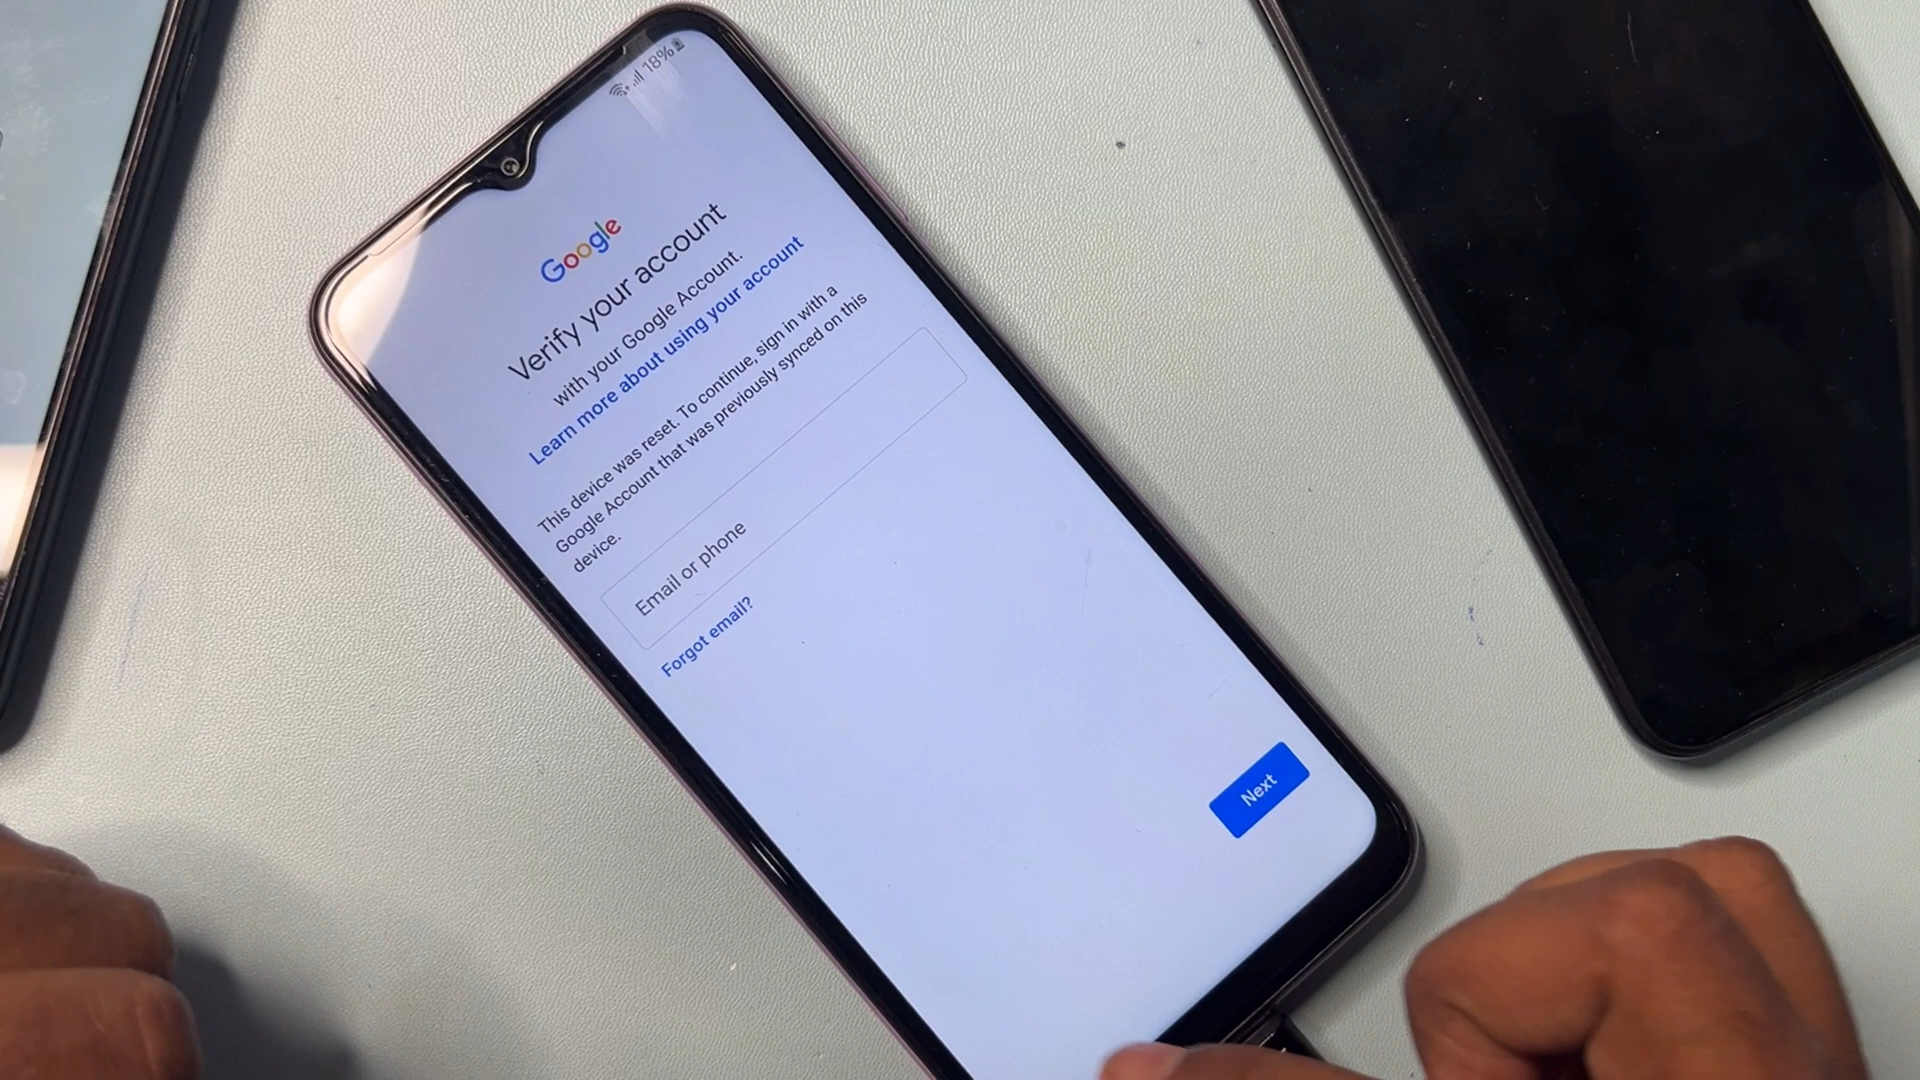 18%
Google
Verify your account
with your Google Account.
Learn more about using your account
This device was reset. To continue, sign in with a
Google Account that was previously synced on this
device.
Email or phone
Forgot email?
Next